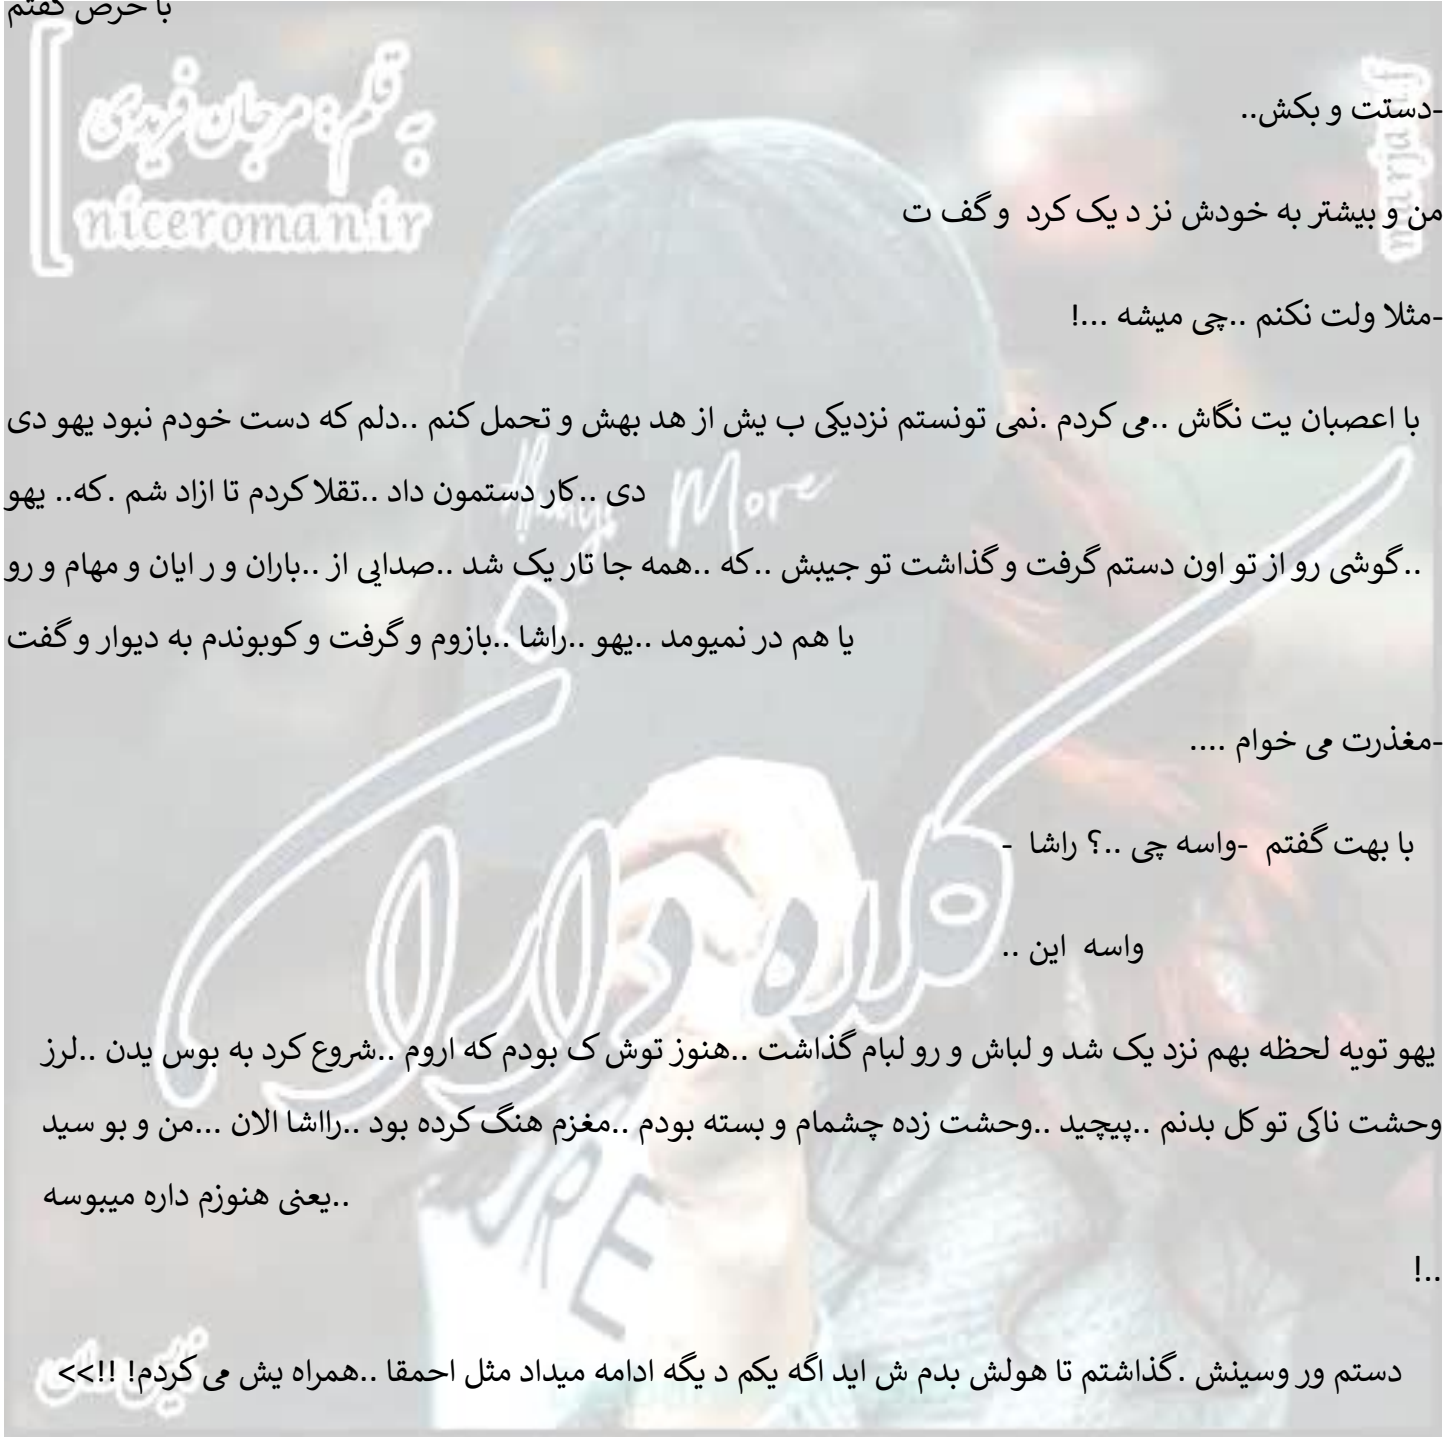 با حرص گفتم
به قلم: مرجان فریدی
niceroman.ir
-دستت و بکش..
من و بیشتر به خودش نز د یک کرد و گف ت
-مثلا ولت نکنم ..چی میشه ...!
با اعصبان یت نگاش ..می کردم .نمی تونستم نزدیکی ب یش از هد بهش و تحمل کنم ..دلم که دست خودم نبود یهو دی
دی ..کار دستمون داد ..تقلا کردم تا ازاد شم .که.. یهو
More
..گوشی رو از تو اون دستم گرفت و گذاشت تو جیبش ..که ..همه جا تار یک شد ..صدایی از ..باران و ر ایان و مهام و رو
یا هم در نمیومد ..یهو ..راشا ..بازوم و گرفت و کوبوندم به دیوار و گفت
-مغذرت می خوام ....
با بهت گفتم -واسه چی ..؟ راشا -
واسه این ..
یهو تویه لحظه بهم نزد یک شد و لباش و رو لبام گذاشت ..هنوز توش ک بودم که اروم ..شروع کرد به بوس یدن ..لرز
وحشت ناکی تو کل بدنم ..پیچید ..وحشت زده چشمام و بسته بودم ..مغزم هنگ کرده بود ..رااشا الان ...من و بو سید
..یعنی هنوزم داره میبوسه
..!
دستم ور وسینش .گذاشتم تا هولش بدم ش اید اگه یکم د یگه ادامه میداد مثل احمقا ..همراه یش می کردم! !!>>